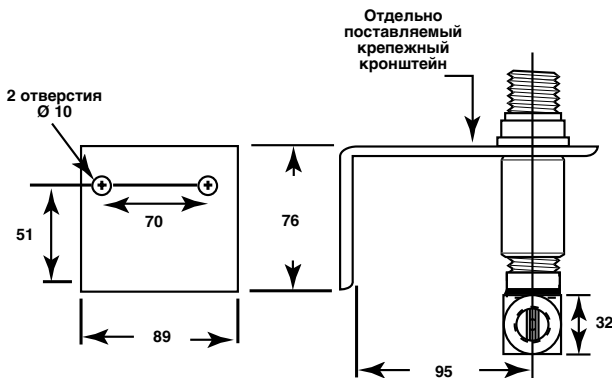 Отдельно
поставляемый
крепежный
кронштейн
2 отверстия
Ø 10
51
70
76
89
95
32